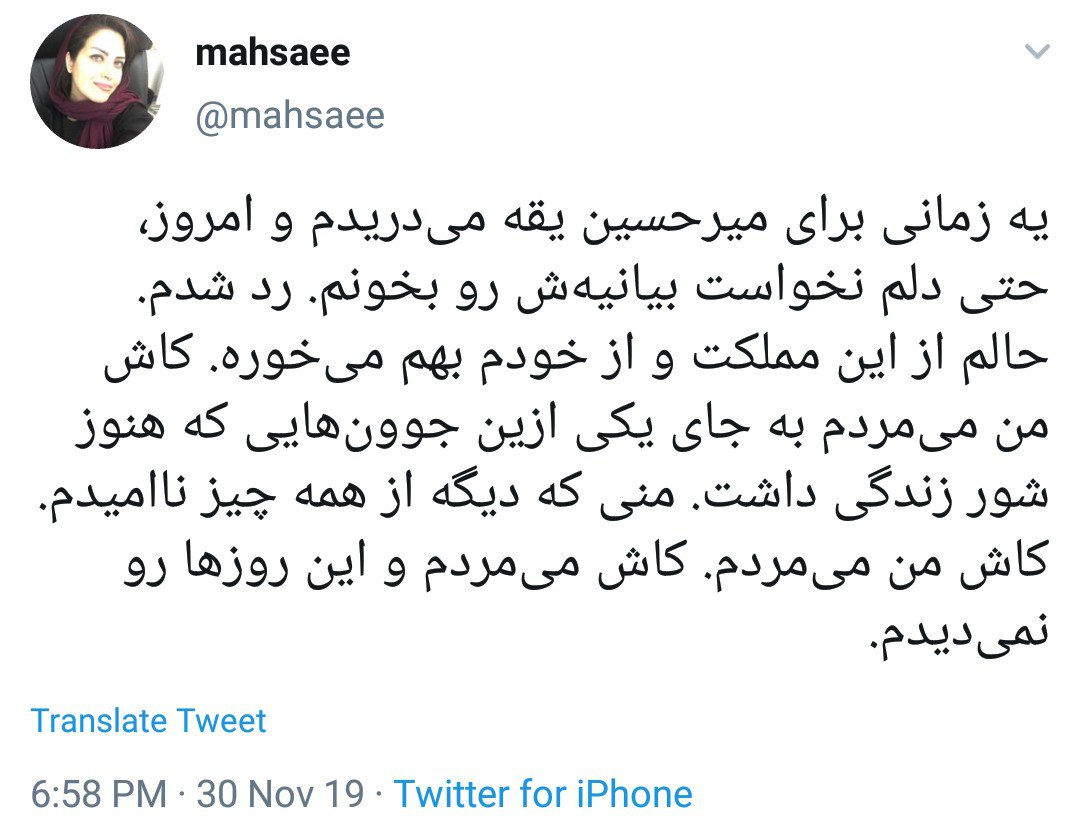 mahsaee
@mahsaee
یه زمانی برای میرحسین یقه می‌دریدم و امروز،
حتی دلم نخواست بیانیه‌ش رو بخونم. رد شدم.
حالم از این مملکت و از خودم بهم می‌خوره. کاش
من می‌مردم به جای یکی ازین جوون‌هایی که هنوز
شور زندگی داشت. منی که دیگه از همه چیز ناامیدم.
کاش من می‌مردم. کاش می‌مردم و این روزها رو
نمی‌دیدم.
Translate Tweet
6:58 PM · 30 Nov 19 · Twitter for iPhone